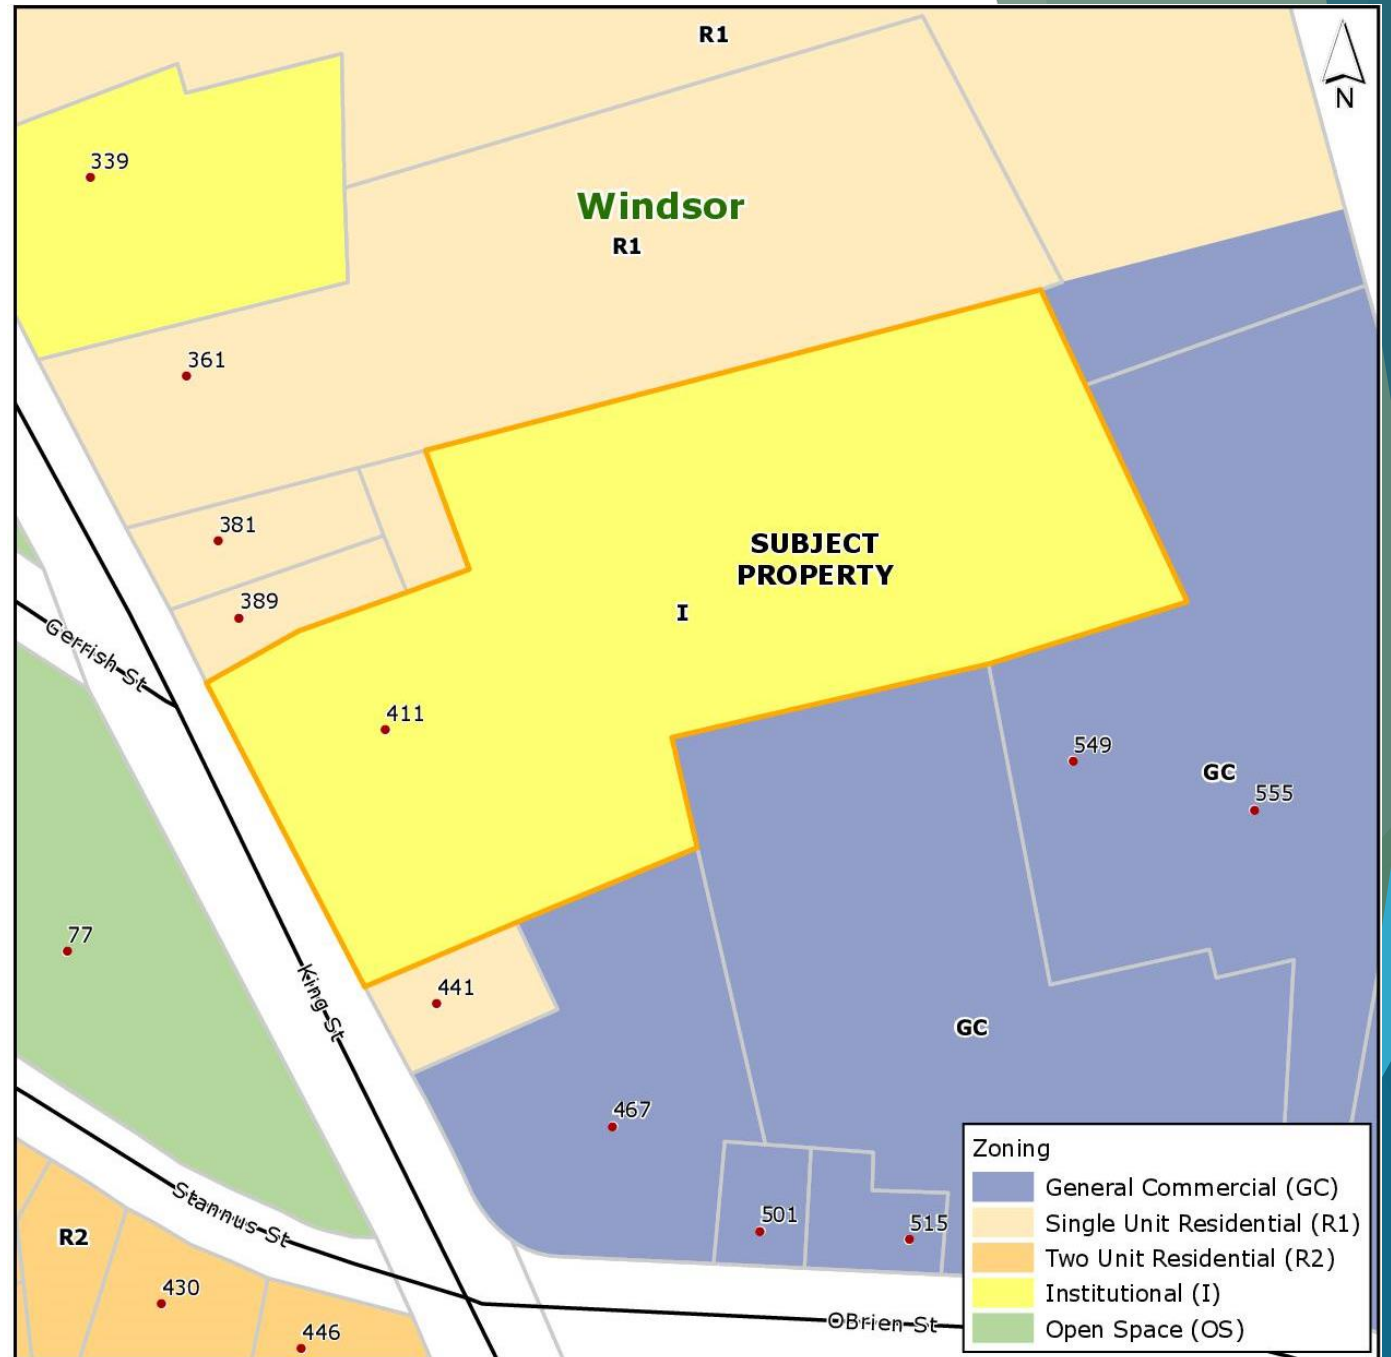 R1
N
339
Windsor
R1
361
381
389
SUBJECT
PROPERTY
I
Gerrish St
411
549
GC
555
77
441
King St
GC
467
501
515
Stannus St
R2
430
446
OBrien St
Zoning
General Commercial (GC)
Single Unit Residential (R1)
Two Unit Residential (R2)
Institutional (I)
Open Space (OS)